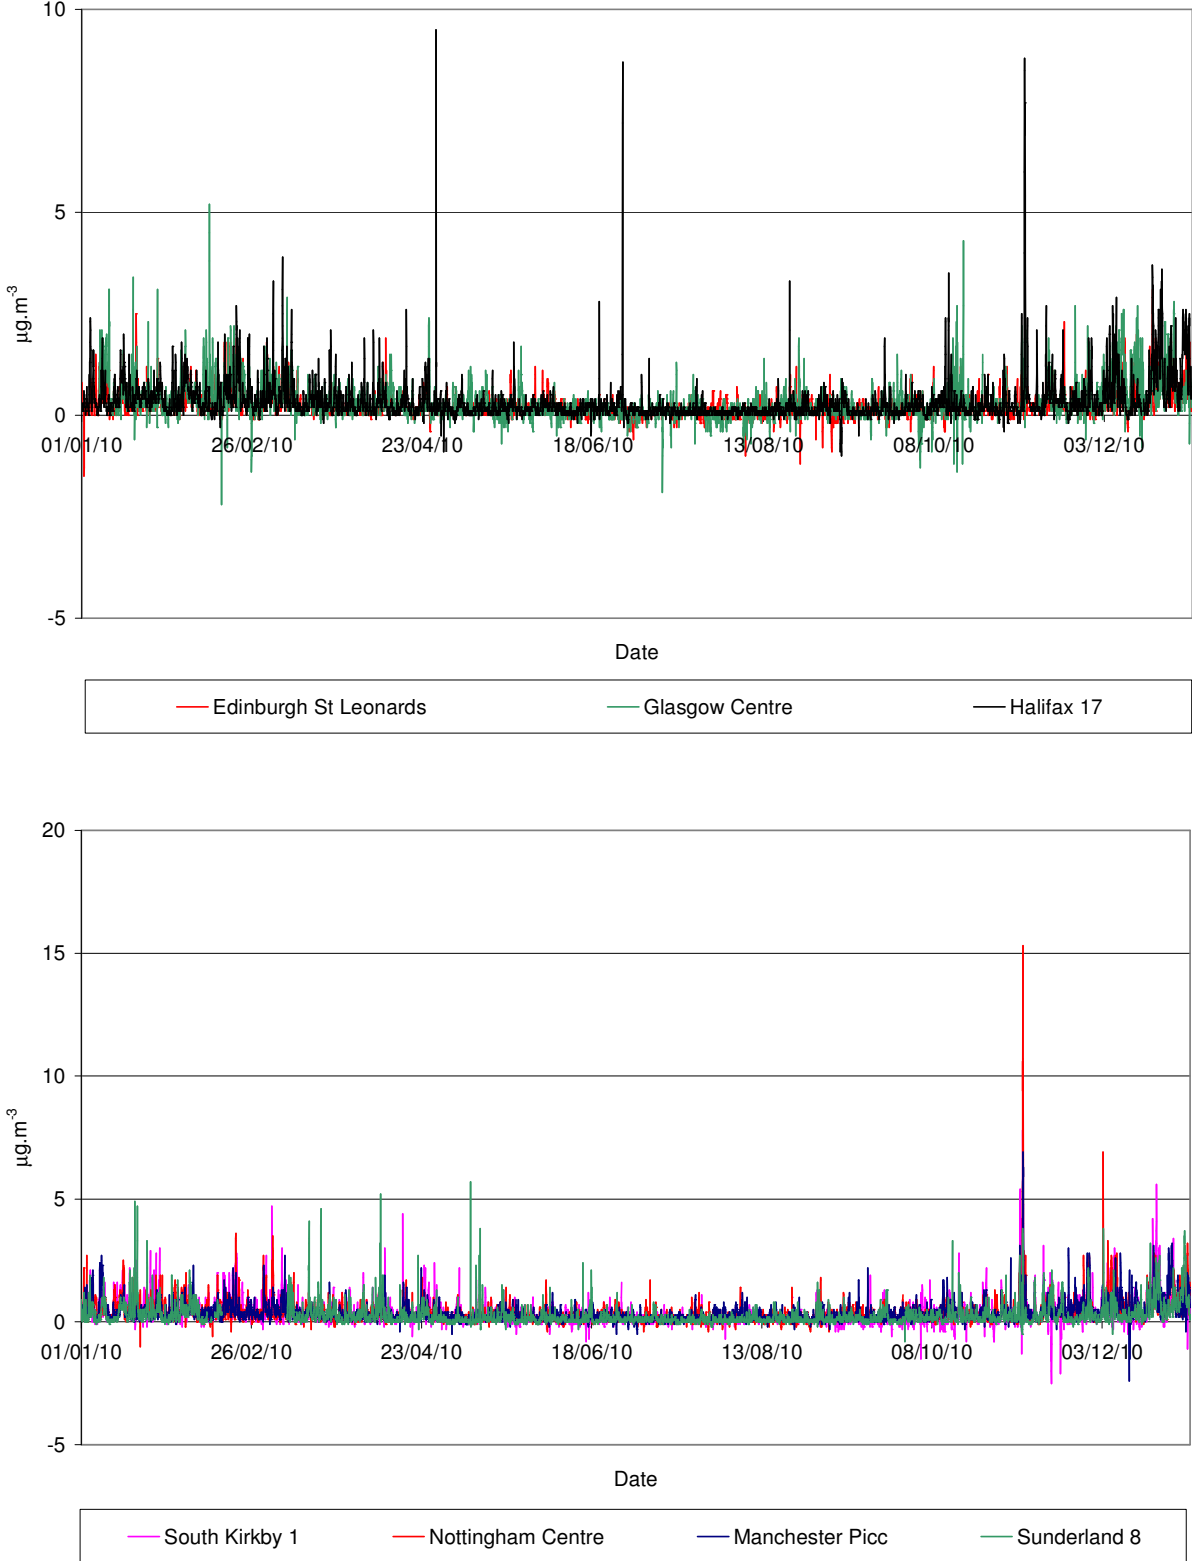 10
5
0
-5
µg.m-3
01/01/10 26/02/10 23/04/10 18/06/10 13/08/10 08/10/10 03/12/10
Date
Edinburgh St Leonards Glasgow Centre Halifax 17
20
15
10
5
0
-5
µg.m-3
01/01/10 26/02/10 23/04/10 18/06/10 13/08/10 08/10/10 03/12/10
Date
South Kirkby 1 Nottingham Centre Manchester Picc Sunderland 8